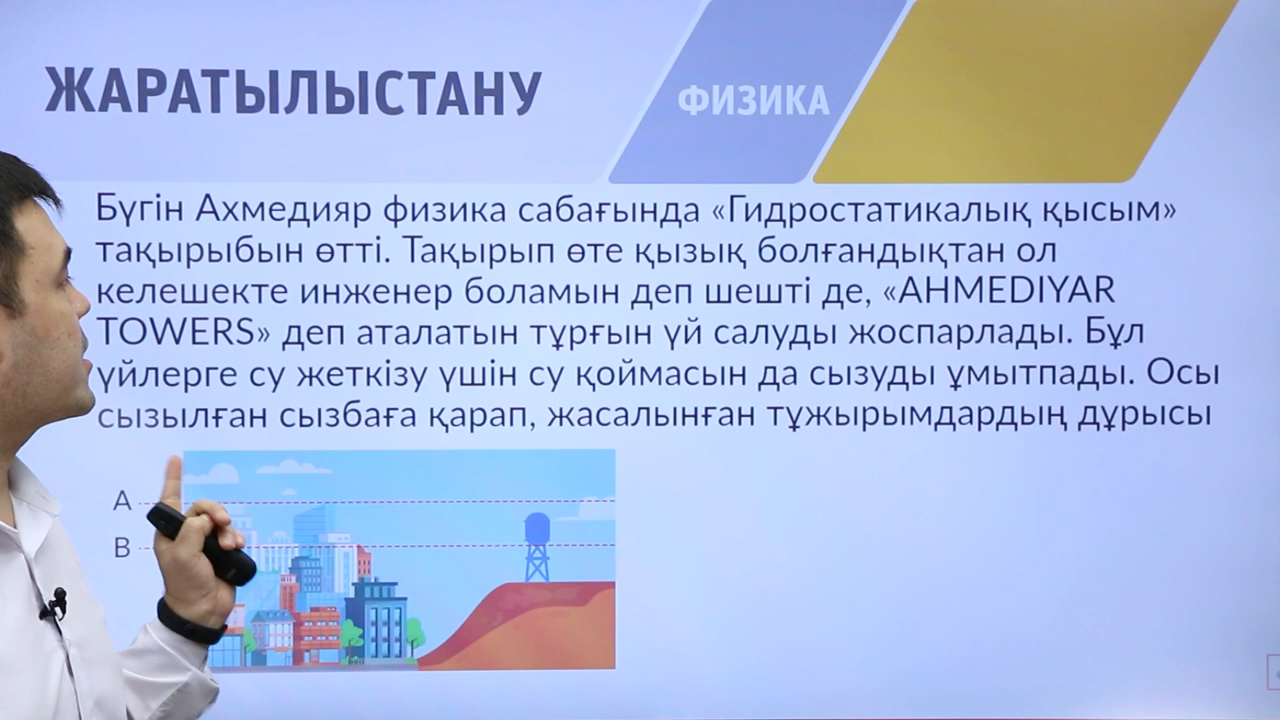 ЖАРАТЫЛЫСТАНУ
ФИЗИКА
Бүгін Ахмедияр физика сабағында «Гидростатикалық қысым»
тақырыбын өтті. Тақырып өте қызық болғандықтан ол
келешекте инженер боламын деп шешті де, «AHMEDIYAR
TOWERS» деп аталатын тұрғын үй салуды жоспарлады. Бұл
үйлерге су жеткізу үшін су қоймасын да сызуды ұмытпады. Осы
сызылған сызбаға қарап, жасалынған тұжырымдардың дұрысы
A
B